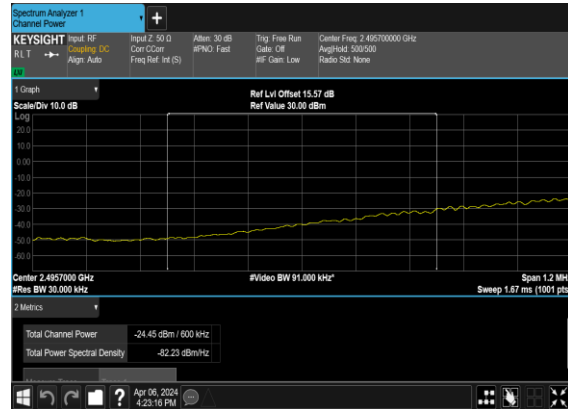 Spectrum Analyzer 1
Channel Power
KEYSIGHT Input: RF Input Z: 50 Ω Atten: 30 dB Trig: Free Run Center Freq: 2.495700000 GHz
RLT Coupling: DC Corr CCorr #PNO: Fast Gate: Off Avg|Hold: 500/500
Align: Auto Freq Ref: Int (S) #IF Gain: Low Radio Std: None
1 Graph
Ref Lvl Offset 15.57 dB
Scale/Div 10.0 dB Ref Value 30.00 dBm
Log
20.0
10.0
0.00
-10.0
-20.0
-30.0
-40.0
-50.0
-60.0
Center 2.4957000 GHz #Video BW 91.000 kHz* Span 1.2 MH
#Res BW 30.000 kHz Sweep 1.67 ms (1001 pts
2 Metrics
Total Channel Power -24.45 dBm / 600 kHz
Total Power Spectral Density -82.23 dBm/Hz
? Apr 06, 2024
4:23:16 PM